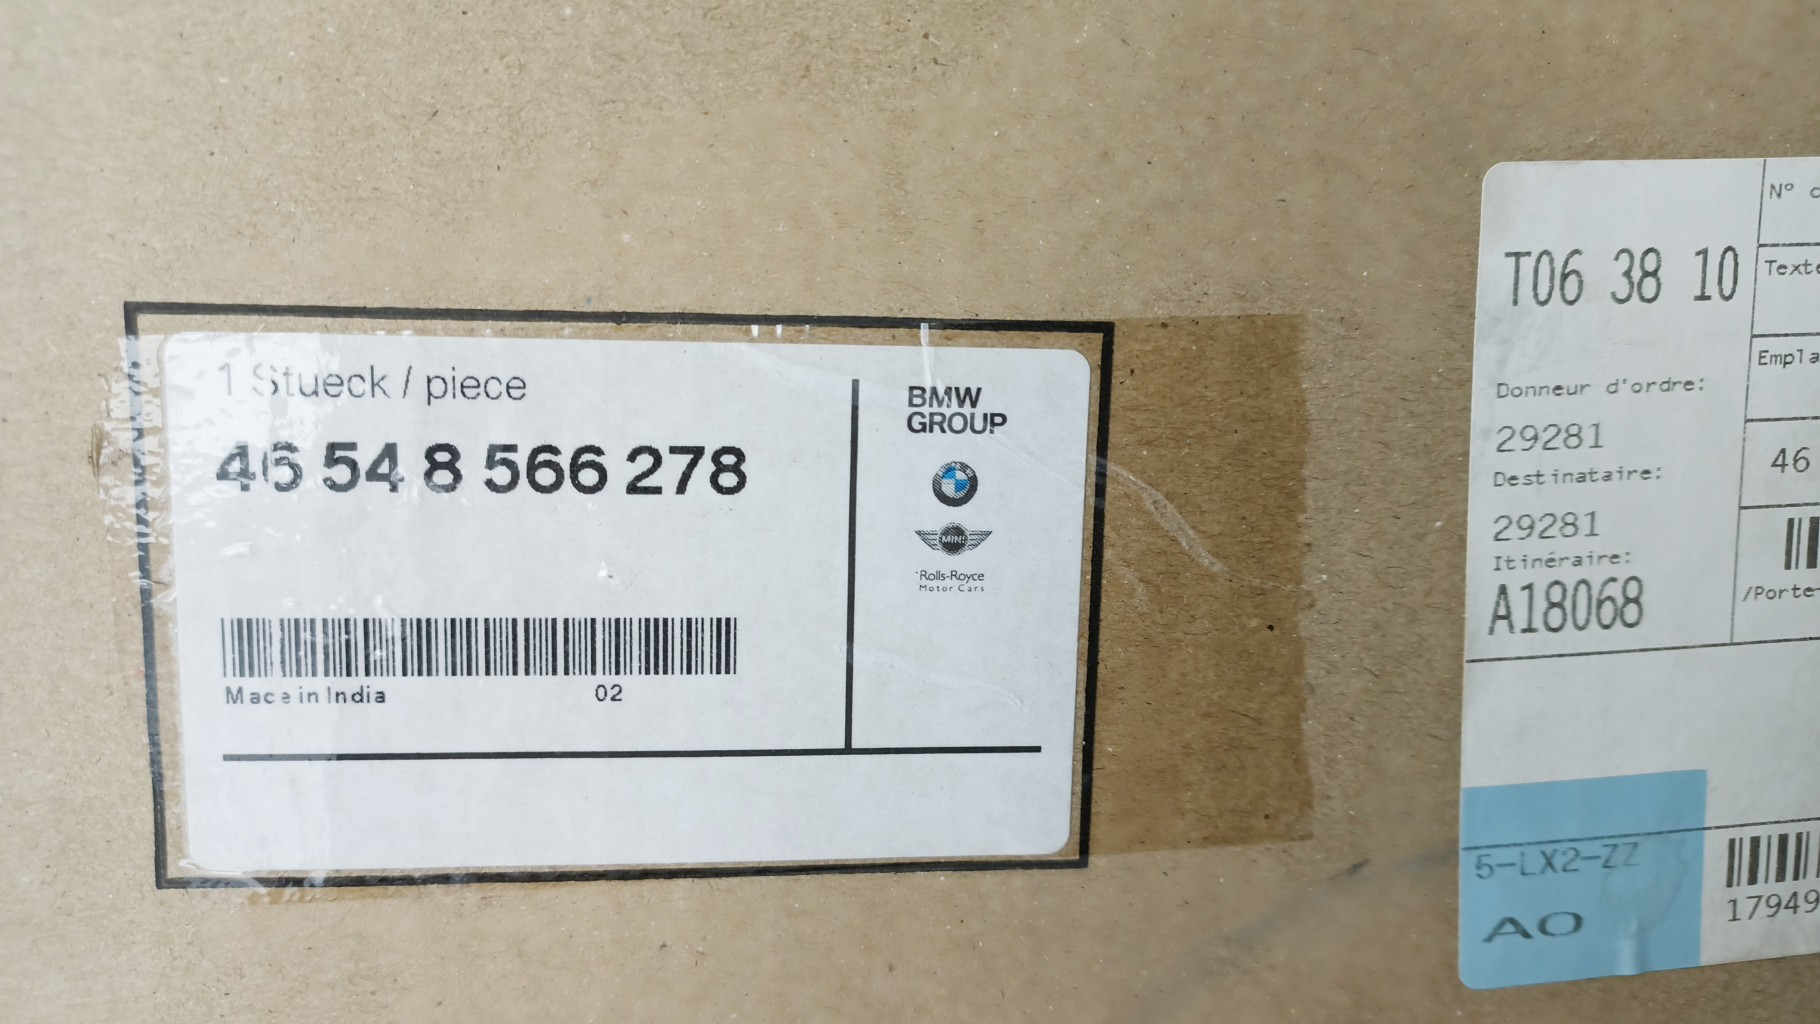 1 Stueck / piece
46 54 8 566 278
Made in India 02
BMW
GROUP
MINI
Rolls-Royce
Motor Cars
T06 38 10
Donneur d'ordre:
29281
Destinataire:
29281
Itinéraire:
A18068
N°
46
5-LX2-ZZ
AO
17949